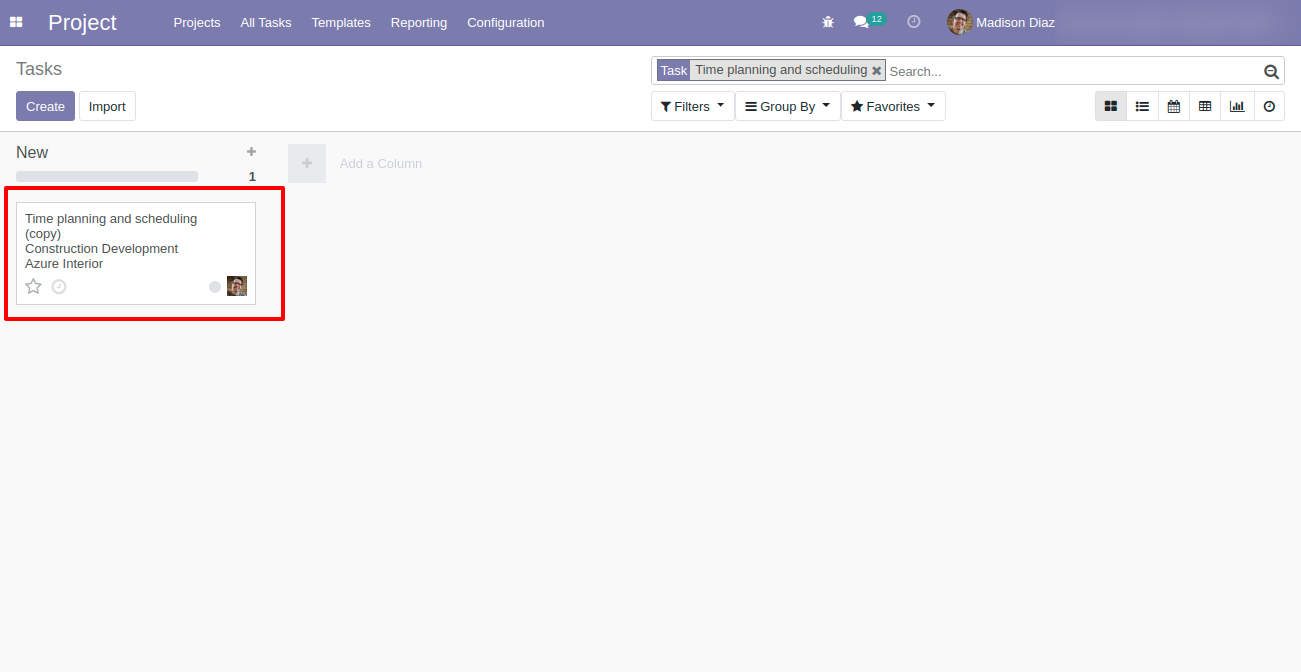 Project
Projects
All Tasks
Templates
Reporting
Configuration
12
Madison Diaz
Tasks
Task Time planning and scheduling
Search...
Create
Import
Filters
Group By
Favorites
New
1
Add a Column
Time planning and scheduling
(copy)
Construction Development
Azure Interior